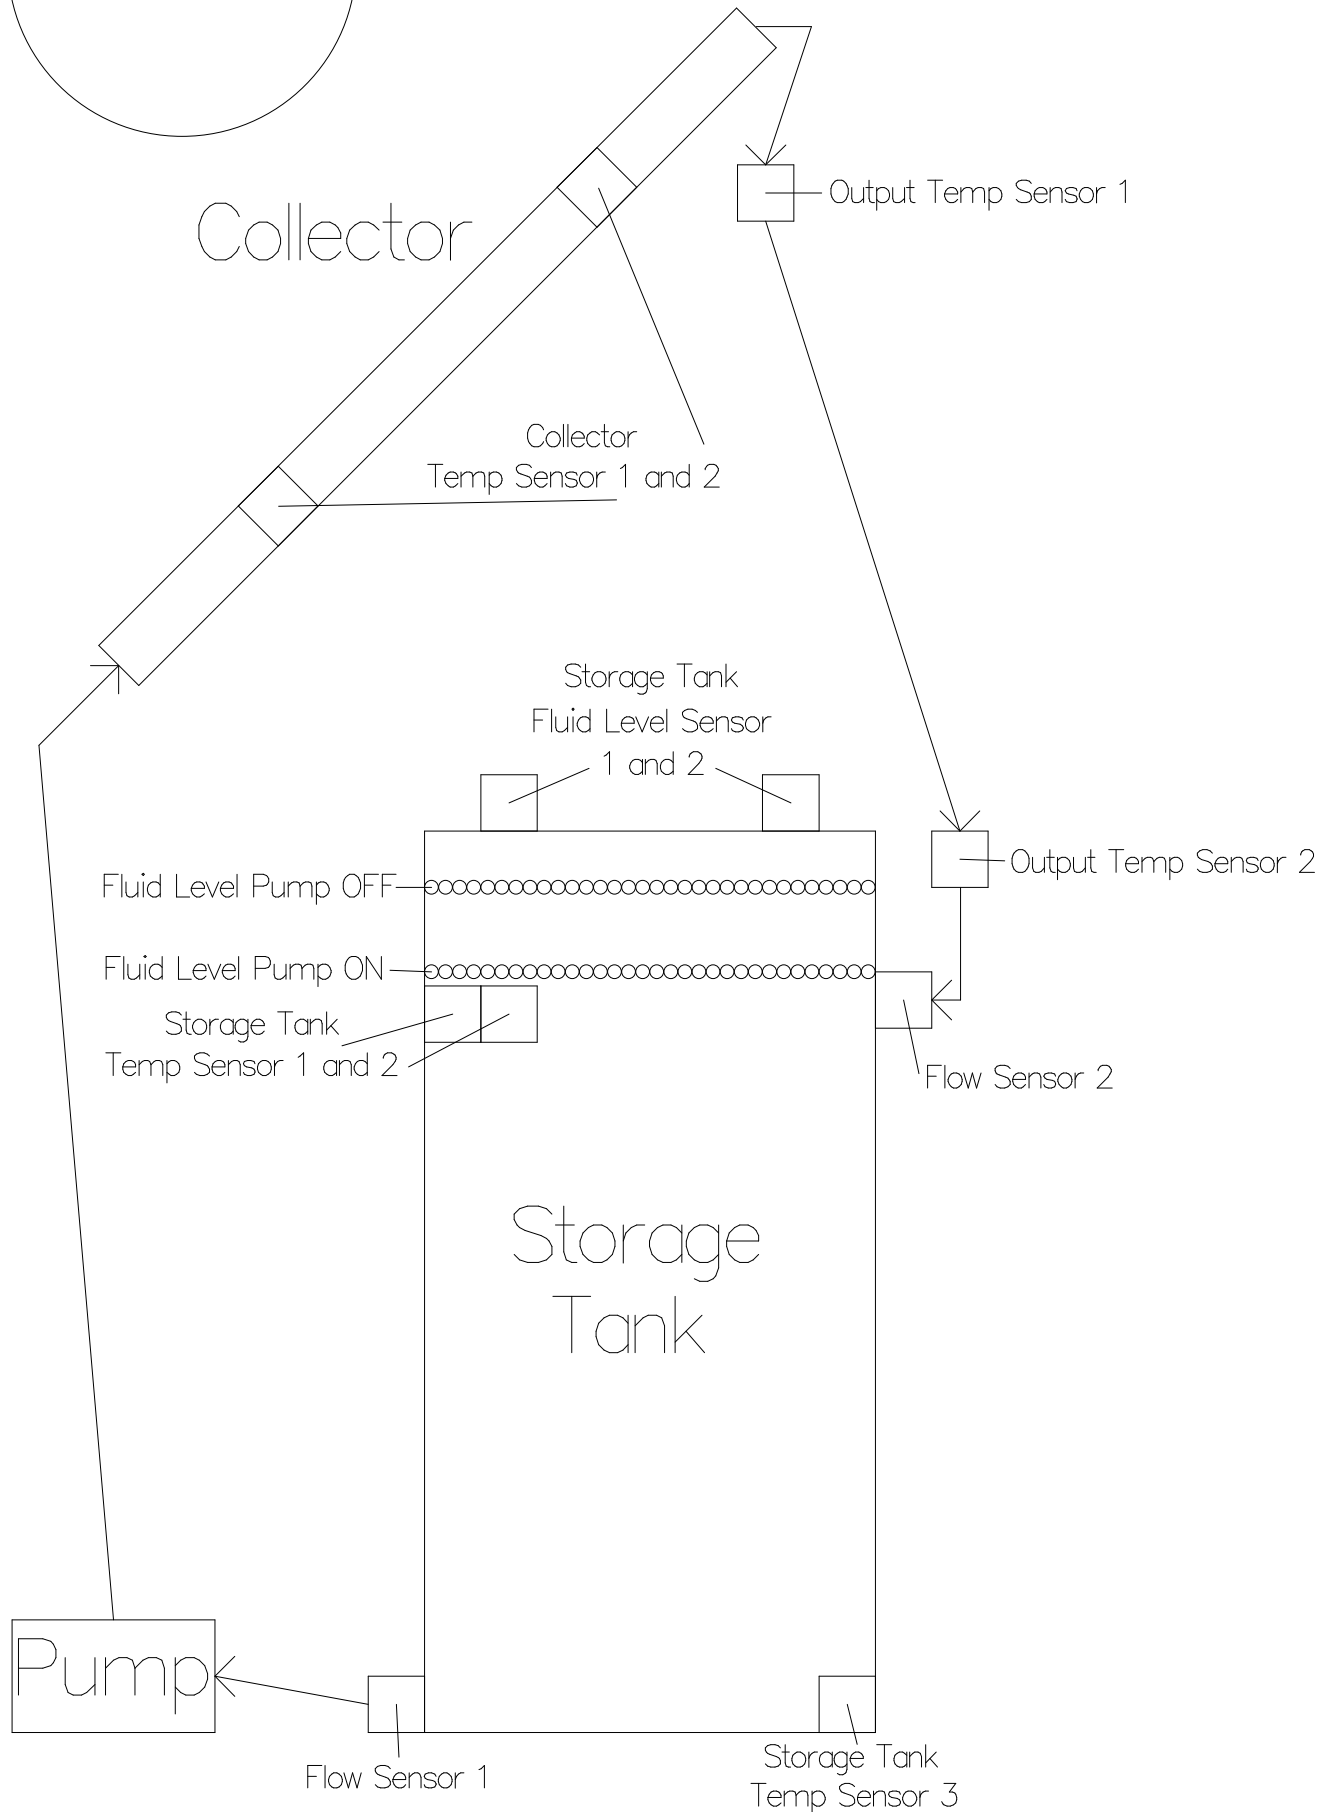 Output Temp Sensor 1
Collector
Collector
Temp Sensor 1 and 2
Storage Tank
Fluid Level Sensor
1 and 2
Output Temp Sensor 2
Fluid Level Pump OFF
Fluid Level Pump ON
Storage Tank
Temp Sensor 1 and 2
Flow Sensor 2
Storage
Tank
Pump
Flow Sensor 1
Storage Tank
Temp Sensor 3